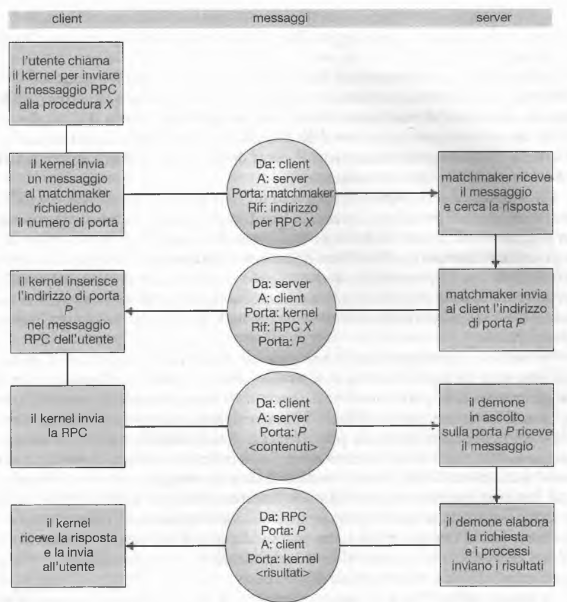 client messaggi server
l'utente chiama
il kernel per inviare
il messaggio RPC
alla procedura X
il kernel invia
un messaggio
al matchmaker
richiedendo
il numero di porta
Da: client
A: server
Porta: matchmaker
Rif: indirizzo
per RPC X
matchmaker riceve
il messaggio
e cerca la risposta
il kernel inserisce
l'indirizzo di porta
P
nel messaggio
RPC dell'utente
Da: server
A: client
Porta: kernel
Rif: RPC X
Porta: P
matchmaker invia
al client l'indirizzo
di porta P
il kernel invia
la RPC
Da: client
A: server
Porta: P
<contenuti>
il demone
in ascolto
sulla porta P riceve
il messaggio
il kernel
riceve la risposta
e la invia
all'utente
Da: RPC
Porta: P
A: client
Porta: kernel
<risultati>
il demone elabora
la richiesta
e i processi
inviano i risultati